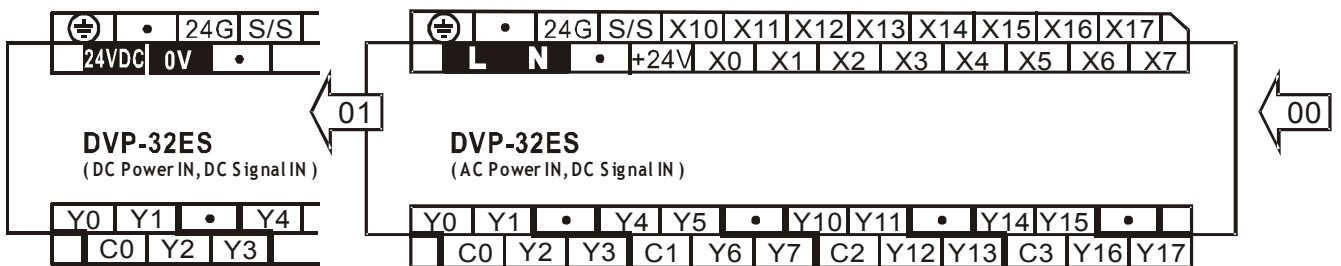 24G S/S
24VDC 0V
DVP-32ES
(DC Power IN, DC Signal IN)
Y0 Y1 • Y4
C0 Y2 Y3
01
• 24G S/S X10 X11 X12 X13 X14 X15 X16 X17
L N • +24V X0 X1 X2 X3 X4 X5 X6 X7
DVP-32ES
(AC Power IN, DC Signal IN)
Y0 Y1 • Y4 Y5 • Y10 Y11 • Y14 Y15 •
C0 Y2 Y3 C1 Y6 Y7 C2 Y12 Y13 C3 Y16 Y17
00